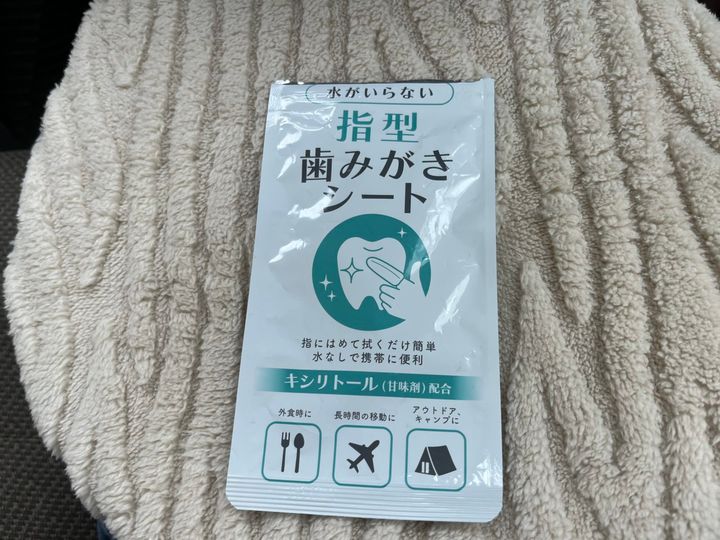 水がいらない
指型
歯みがき
シート
指にはめて拭くだけ簡単
水なしで携帯に便利
キシリトール(甘味剤)配合
外食時に
長時間の移動に
アウトドア、
キャンプに